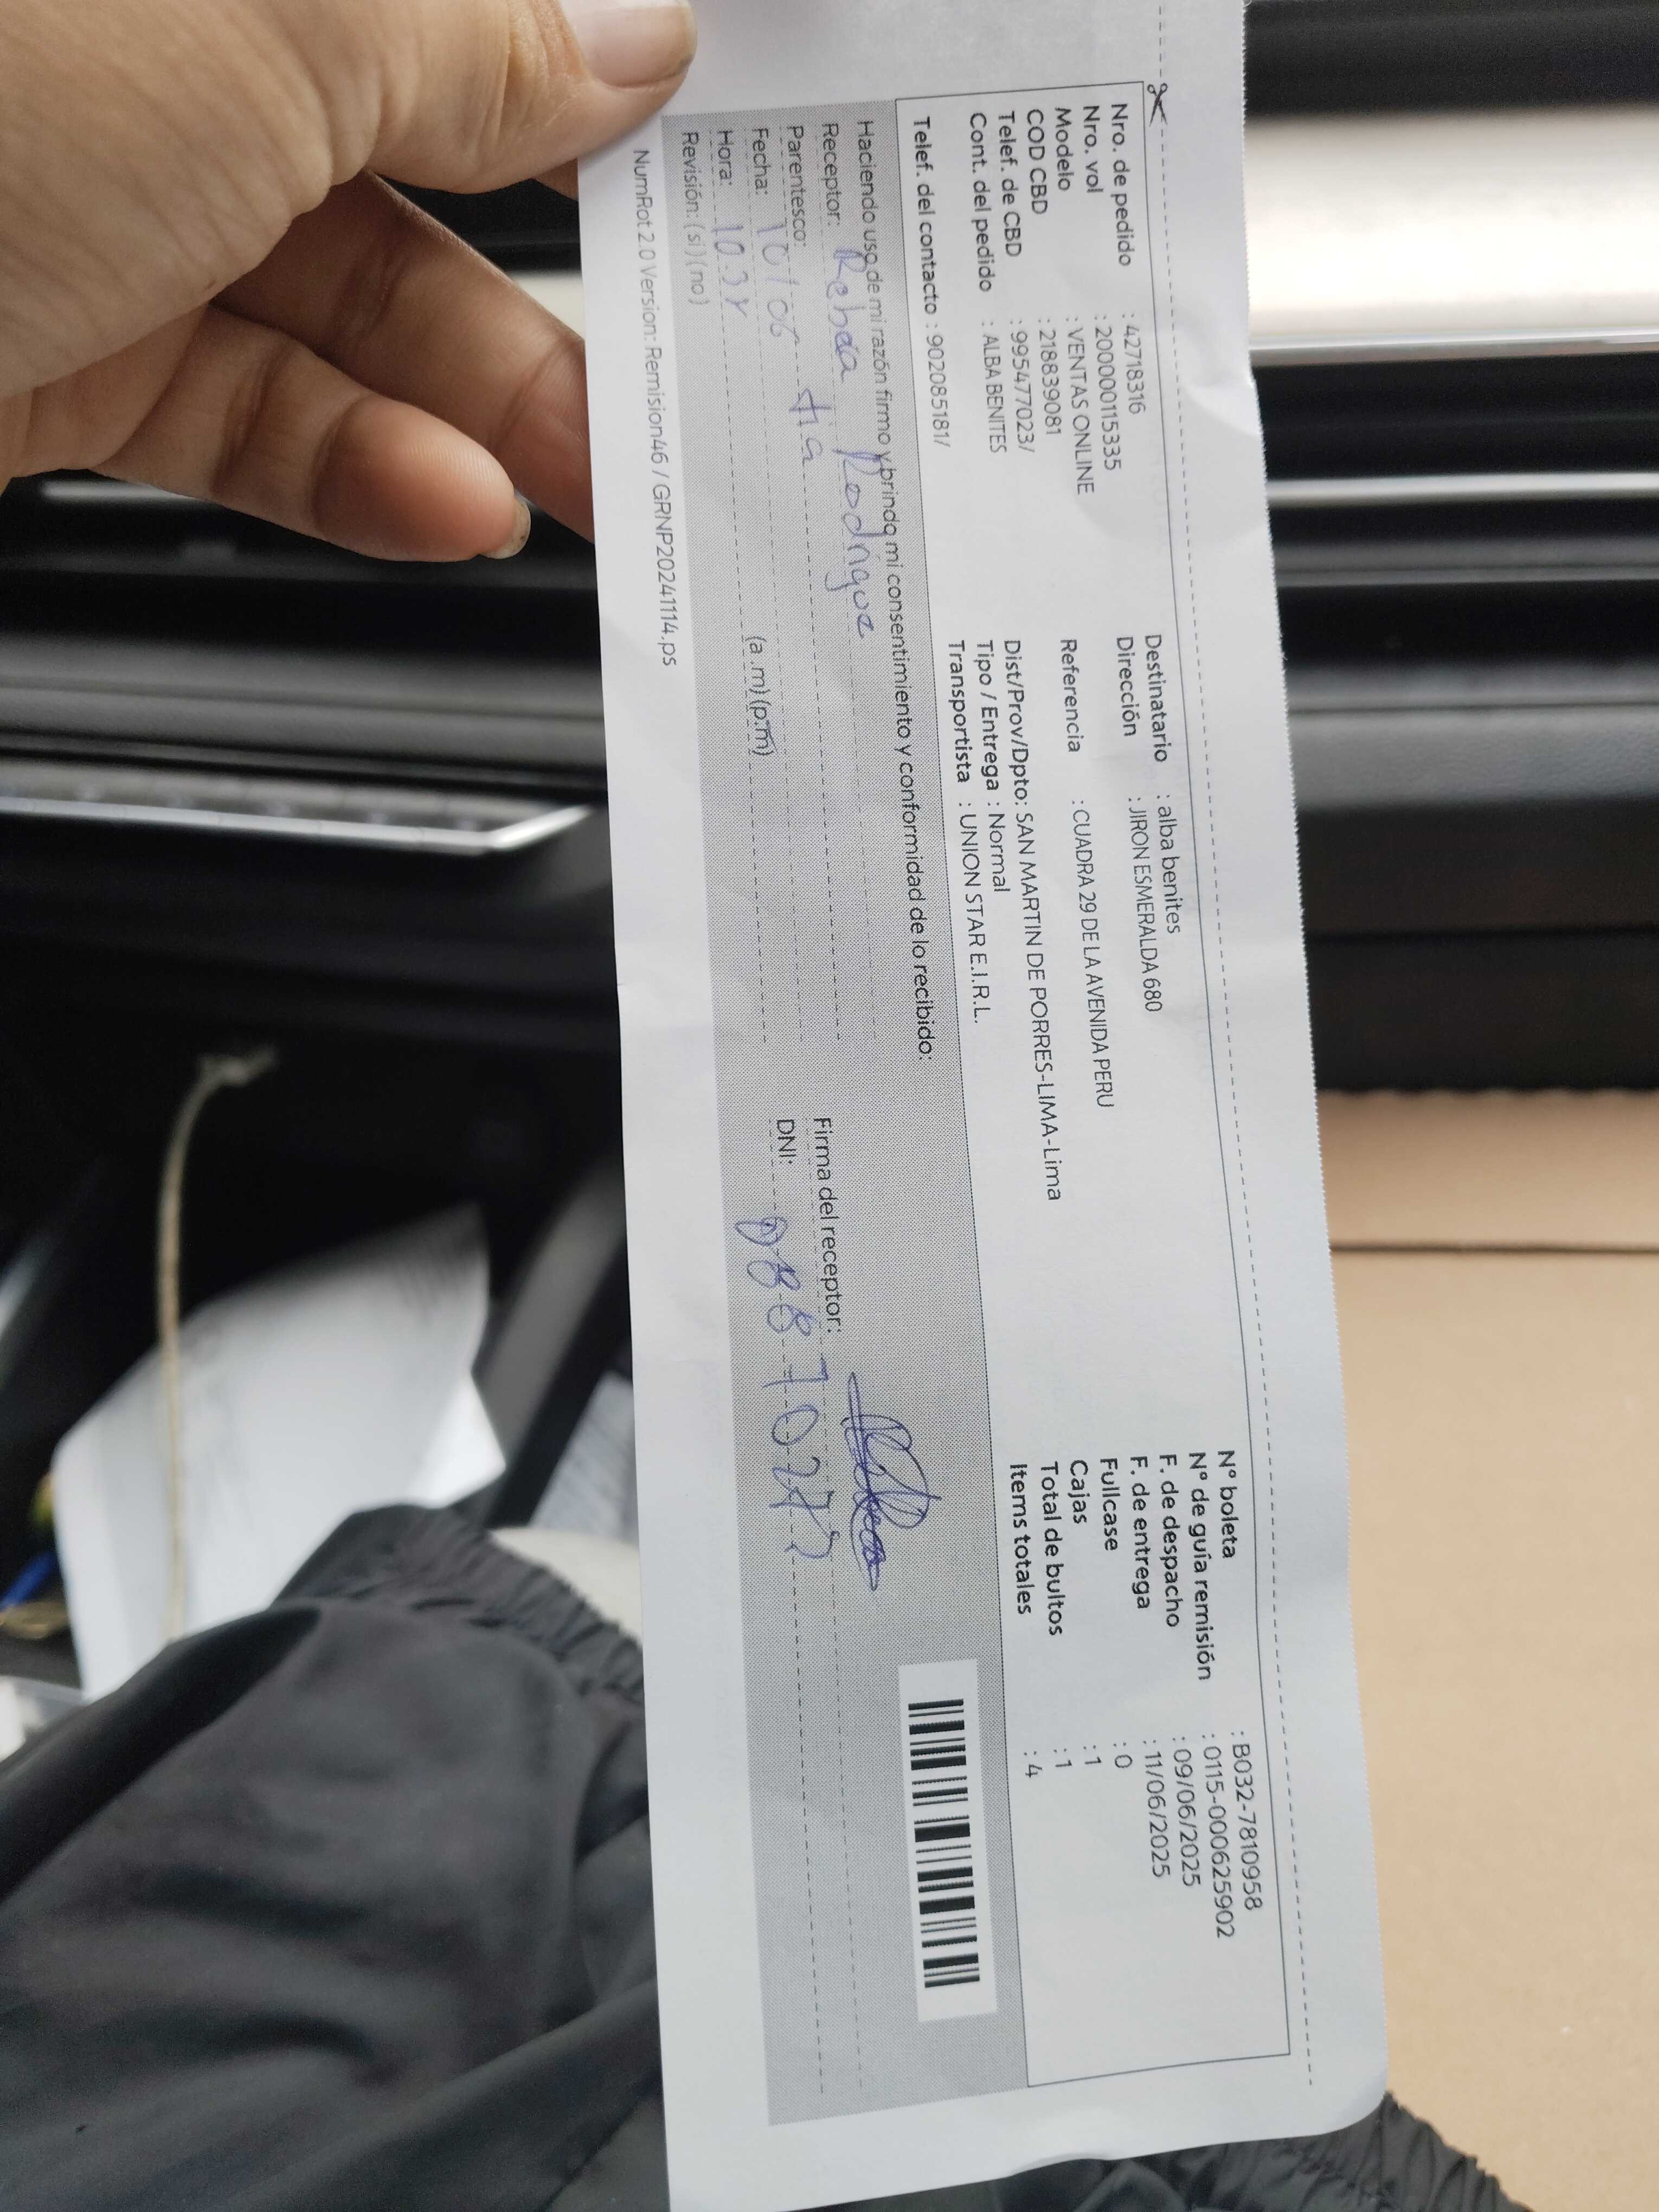 Nro. de pedido : 42718316
Nro. vol : 2000000115335
Modelo : VENTAS ONLINE
COD CBD : 218839081
Telef. de CBD : 995477023/
Cont. del pedido : ALBA BENITES
Telef. del contacto : 902085181/
Destinatario : alba benites
Dirección : JIRON ESMERALDA 680
Referencia : CUADRA 29 DE LA AVENIDA PERU
Dist/Prov/Dpto: SAN MARTIN DE PORRES-LIMA-Lima
Tipo / Entrega : Normal
Transportista : UNION STAR E.I.R.L.
N° boleta : B032-7810958
N° de guía remisión : 0115-000625902
F. de despacho : 09/06/2025
F. de entrega : 11/06/2025
Fullcase : 0
Cajas : 1
Total de bultos : 1
Items totales : 4
Haciendo uso de mi razón firmo y brindo mi consentimiento y conformidad de lo recibido:
Receptor:
Parentesco: tia
Fecha: 10/06
Hora: (a.m) (p.m)
Revisión: (si) (no)
Firma del receptor:
DNI:
NumRot 2.0 Version: Remision46 / GRNP20241114.ps